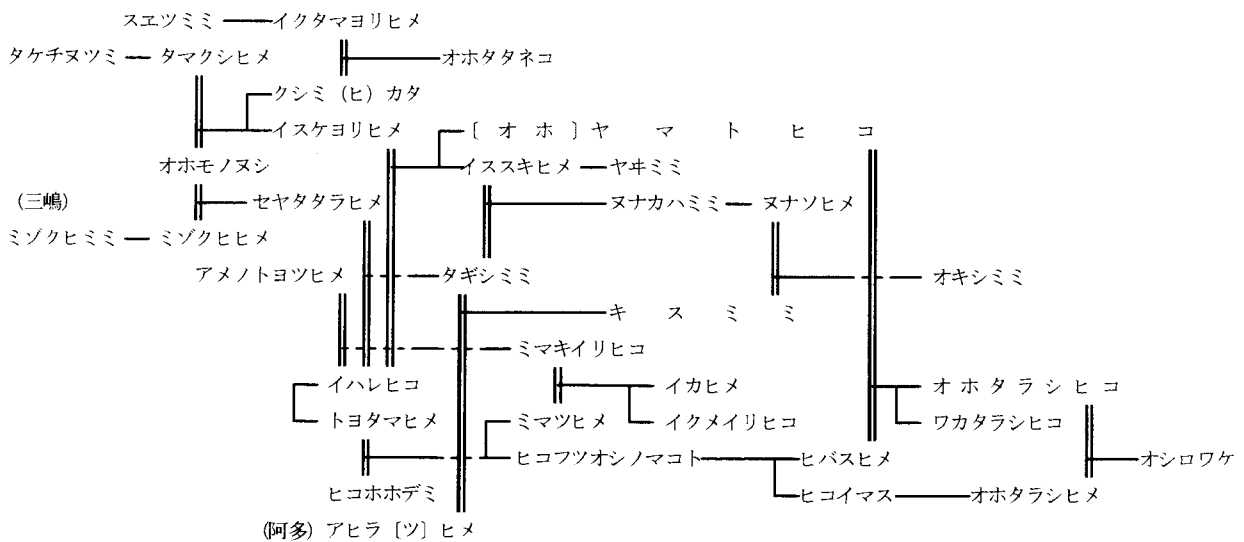 スヱツミミ イクタマヨリヒメ
タケチヌツミ タマクシヒメ オホタタネコ
クシミ(ヒ)カタ
イスケヨリヒメ 〔オホ〕ヤマトヒコ
オホモノヌシ イススキヒメ ヤヰミミ
(三嶋) セヤタタラヒメ ヌナカハミミ ヌナソヒメ
ミゾクヒミミ ミゾクヒヒメ
アメノトヨツヒメ タギシミミ オキシミミ
キスミミ
ミマキイリヒコ
イハレヒコ イカヒメ オホタラシヒコ
トヨタマヒメ ミマツヒメ イクメイリヒコ ワカタラシヒコ
ヒコフツオシノマコト ヒバスヒメ オシロワケ
ヒコホホデミ ヒコイマス オホタラシヒメ
(阿多)アヒラ〔ツ〕ヒメ